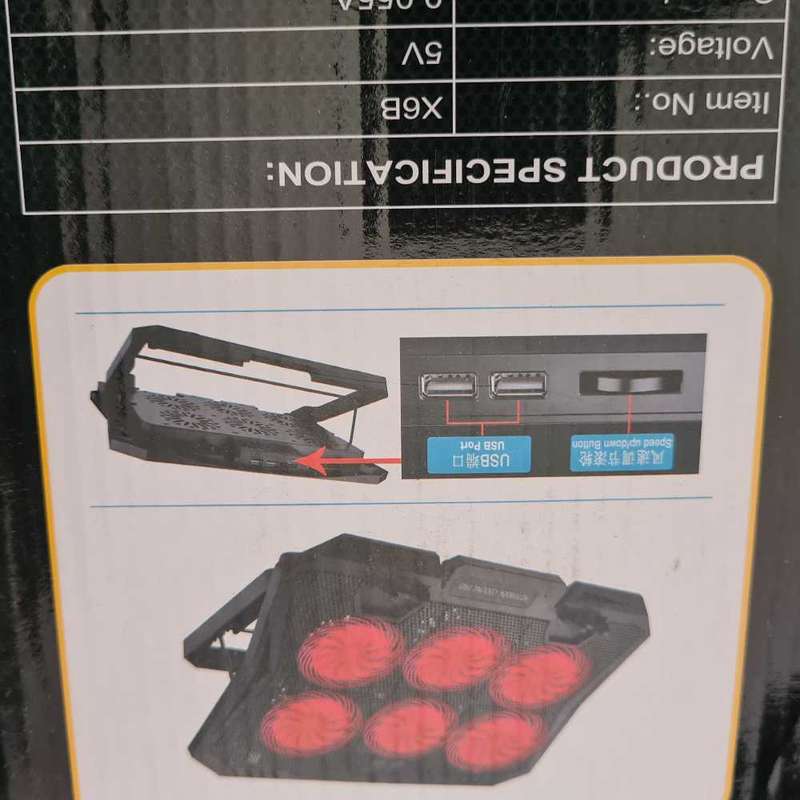 PRODUCT SPECIFICATION:
Item No.: X6B
Voltage: 5V
风速调节滚轮
Speed up/down Button
USB端口
USB Port